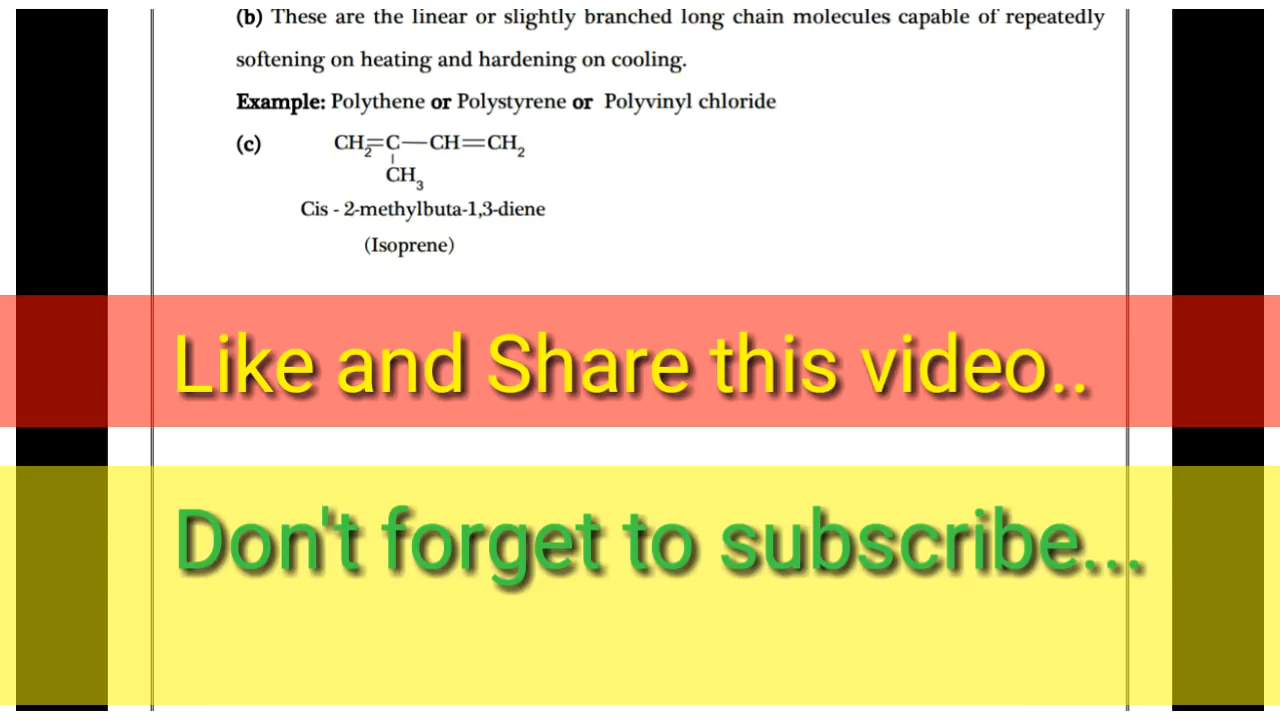 (b) These are the linear or slightly branched long chain molecules capable of repeatedly
softening on heating and hardening on cooling.
Example: Polythene or Polystyrene or Polyvinyl chloride
(c) CH₂=C—CH=CH₂
CH₃
Cis - 2-methylbuta-1,3-diene
(Isoprene)
Like and Share this video..
Don't forget to subscribe...